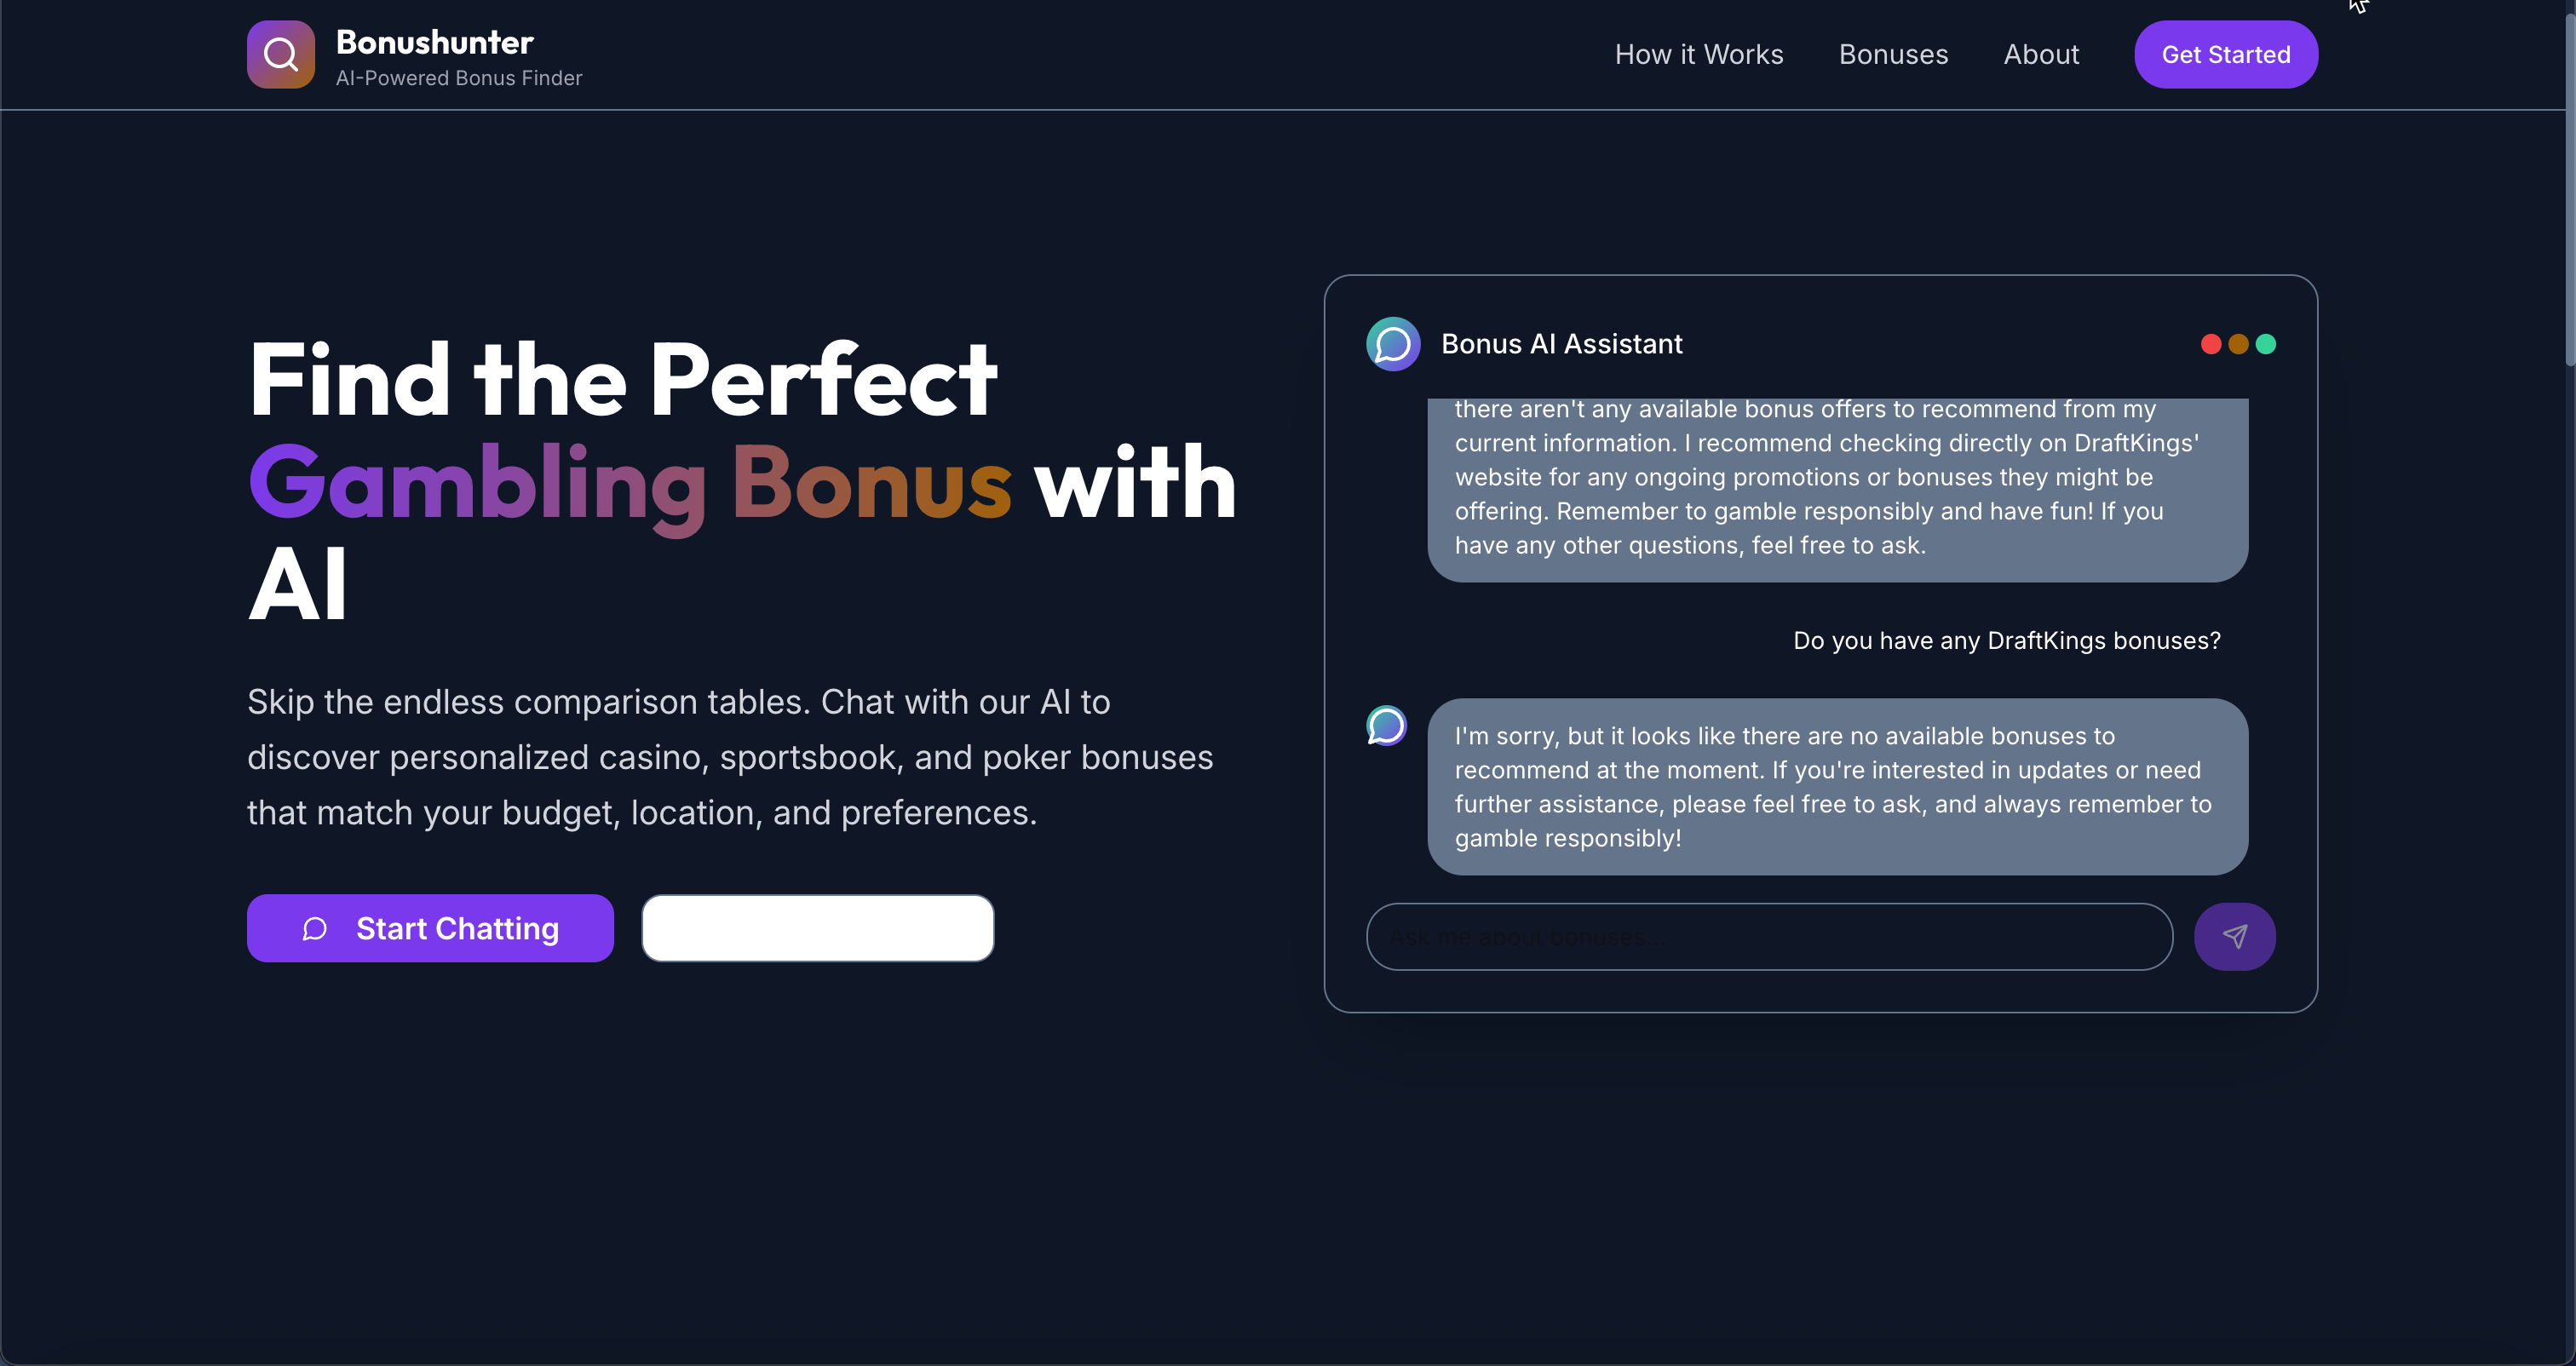 Bonushunter
AI-Powered Bonus Finder
How it Works
Bonuses
About
Get Started
Find the Perfect
Gambling Bonus with
AI
Skip the endless comparison tables. Chat with our AI to
discover personalized casino, sportsbook, and poker bonuses
that match your budget, location, and preferences.
Start Chatting
Bonus AI Assistant
there aren't any available bonus offers to recommend from my
current information. I recommend checking directly on DraftKings'
website for any ongoing promotions or bonuses they might be
offering. Remember to gamble responsibly and have fun! If you
have any other questions, feel free to ask.
Do you have any DraftKings bonuses?
I'm sorry, but it looks like there are no available bonuses to
recommend at the moment. If you're interested in updates or need
further assistance, please feel free to ask, and always remember to
gamble responsibly!
Ask me about bonuses...